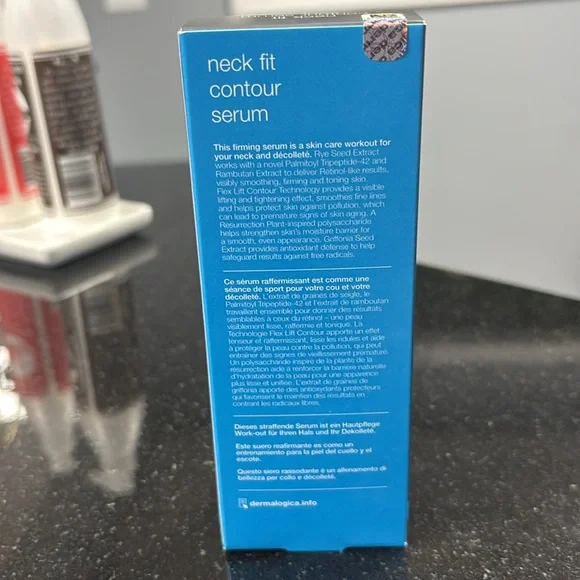 neck fit
contour
serum
This firming serum is a skin care workout for
your neck and décolleté. Rye Seed Extract
works with a novel Palmitoyl Tripeptide-42 and
Rambutan Extract to deliver Retinol-like results,
visibly smoothing, firming and toning skin.
Flex Lift Contour Technology provides a visible
lifting and tightening effect, smoothes fine lines
and helps protect skin against pollution, which
can lead to premature signs of skin aging. A
Resurrection Plant-inspired polysaccharide
helps strengthen skin's moisture barrier for
a smooth, even appearance. Griffonia Seed
Extract provides antioxidant defense to help
safeguard results against free radicals.
Ce sérum raffermissant est comme une
séance de sport pour votre cou et votre
décolleté. L'extrait de graines de seigle, le
Palmitoyl Tripeptide-42 et l'extrait de ramboutan
travaillent ensemble pour donner des résultats
semblables à ceux du rétinol – une peau
visiblement lisse, raffermie et tonique. La
Technologie Flex Lift Contour apporte un effet
tenseur et raffermissant, lisse les ridules et aide
à protéger la peau contre la pollution, qui peut
entraîner des signes de vieillissement prématuré.
Un polysaccharide inspiré de la plante de la
résurrection aide à renforcer la barrière naturelle
d'hydratation de la peau pour une apparence
plus lisse et unifiée. L'extrait de graines de
griffonia apporte des antioxydants protecteurs
qui favorisent le maintien des résultats en
contrant les radicaux libres.
Dieses straffende Serum ist ein Hautpflege
Work-out für Ihren Hals und Ihr Dekolleté.
Este suero reafirmante es como un
entrenamiento para la piel del cuello y el
escote.
Questo siero rassodante è un allenamento di
bellezza per collo e décolleté.
dermalogica.info